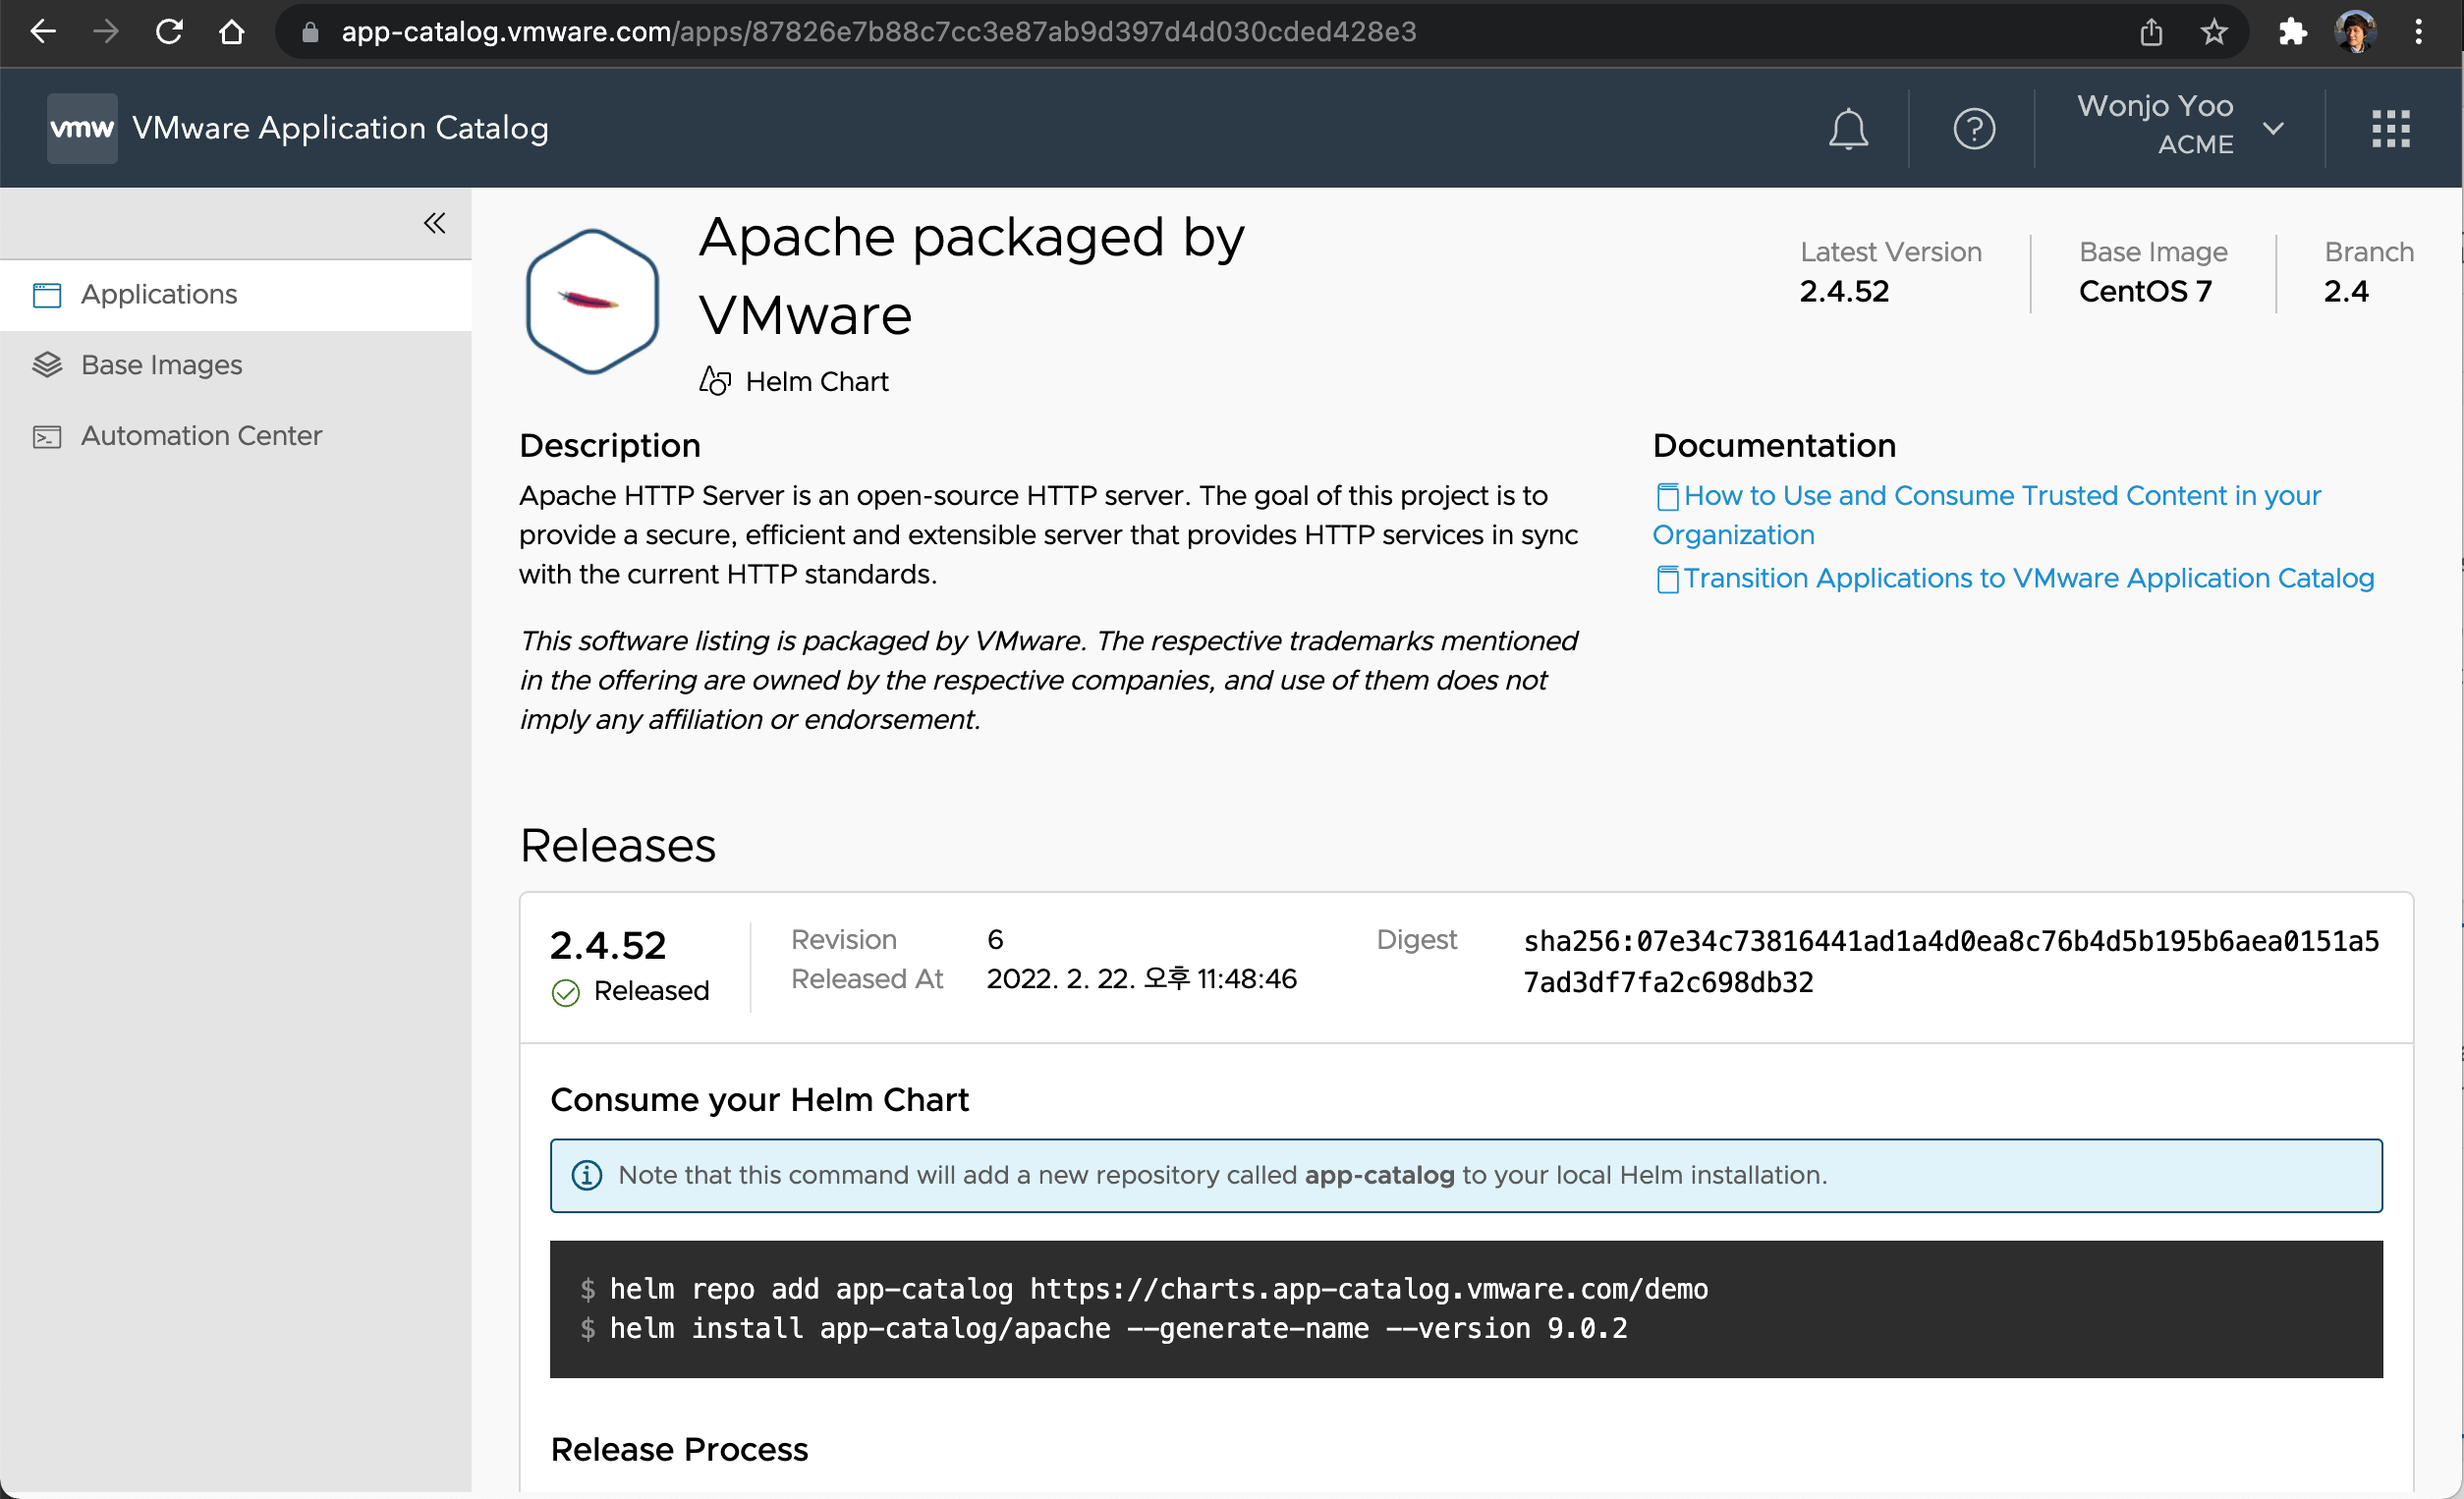 app-catalog.vmware.com/apps/87826e7b88c7cc3e87ab9d397d4d030cded428e3
vmw VMware Application Catalog
Wonjo Yoo
ACME
Applications
Base Images
Automation Center
Apache packaged by
VMware
Helm Chart
Latest Version
2.4.52
Base Image
CentOS 7
Branch
2.4
Description
Apache HTTP Server is an open-source HTTP server. The goal of this project is to
provide a secure, efficient and extensible server that provides HTTP services in sync
with the current HTTP standards.
This software listing is packaged by VMware. The respective trademarks mentioned
in the offering are owned by the respective companies, and use of them does not
imply any affiliation or endorsement.
Documentation
How to Use and Consume Trusted Content in your
Organization
Transition Applications to VMware Application Catalog
Releases
2.4.52
Released
Revision 6
Released At 2022. 2. 22. 오후 11:48:46
Digest sha256:07e34c73816441ad1a4d0ea8c76b4d5b195b6aea0151a5
7ad3df7fa2c698db32
Consume your Helm Chart
Note that this command will add a new repository called app-catalog to your local Helm installation.
$ helm repo add app-catalog https://charts.app-catalog.vmware.com/demo
$ helm install app-catalog/apache --generate-name --version 9.0.2
Release Process